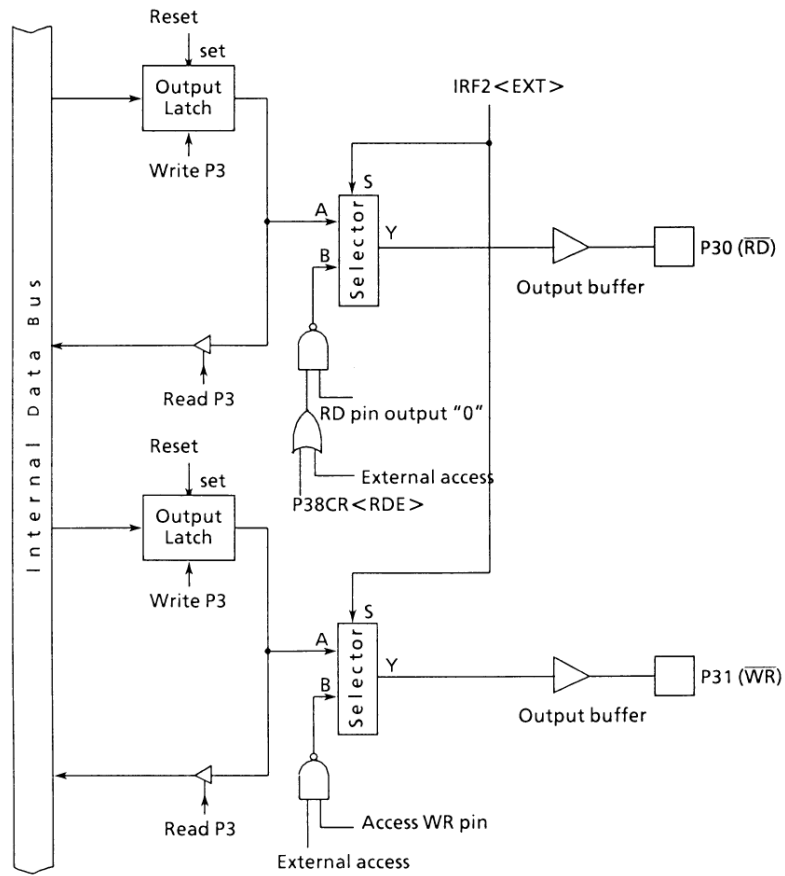 Reset
set
Output
Latch
Write P3
IRF2<EXT>
S
A
B
Selector
Y
P30 (RD)
Output buffer
Internal Data Bus
Read P3
RD pin output "0"
External access
P38CR<RDE>
Reset
set
Output
Latch
Write P3
S
A
B
Selector
Y
P31 (WR)
Output buffer
Read P3
Access WR pin
External access